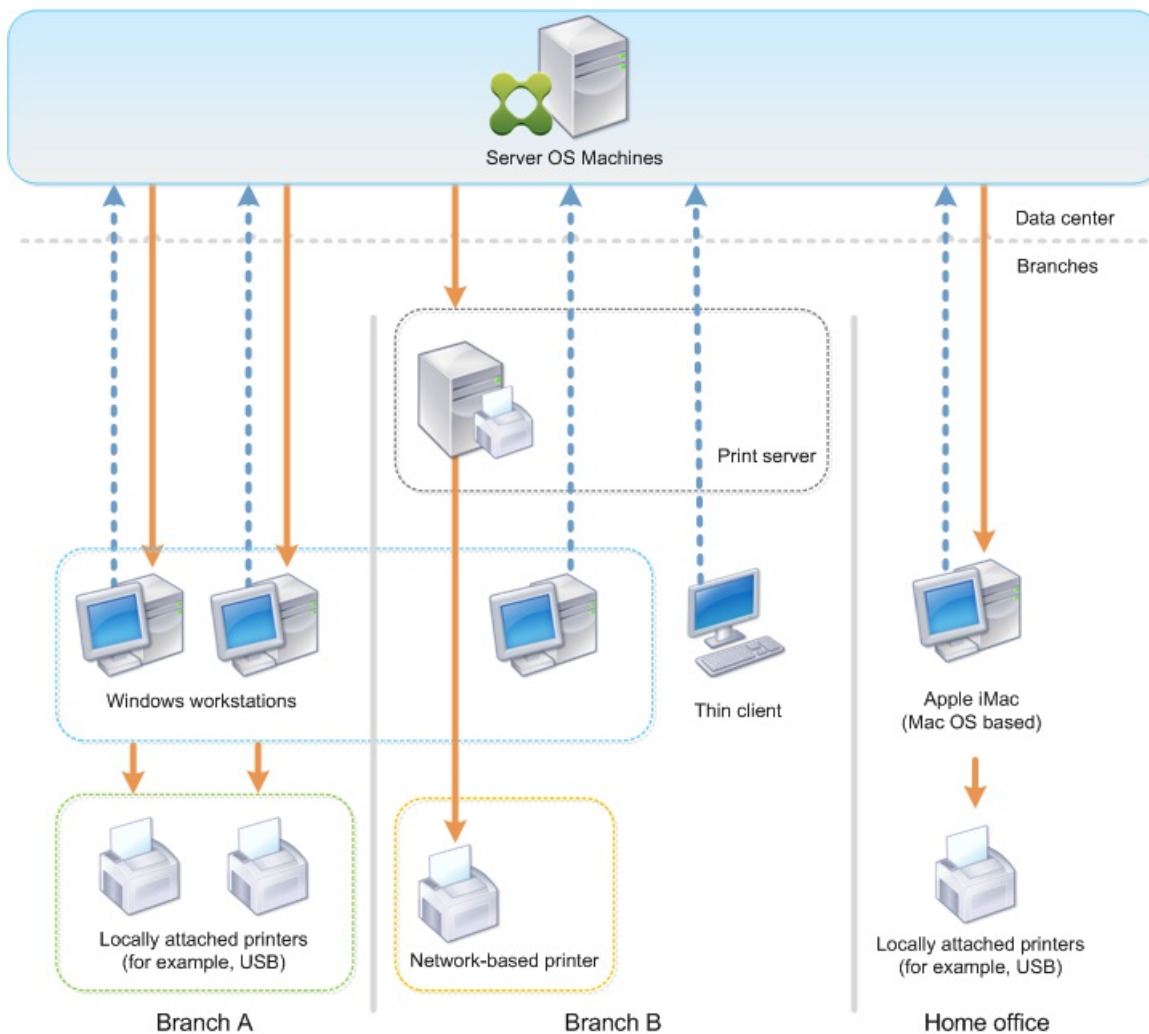 Server OS Machines
Data center
Branches
Print server
Windows workstations
Thin client
Apple iMac
(Mac OS based)
Locally attached printers
(for example, USB)
Network-based printer
Locally attached printers
(for example, USB)
Branch A
Branch B
Home office